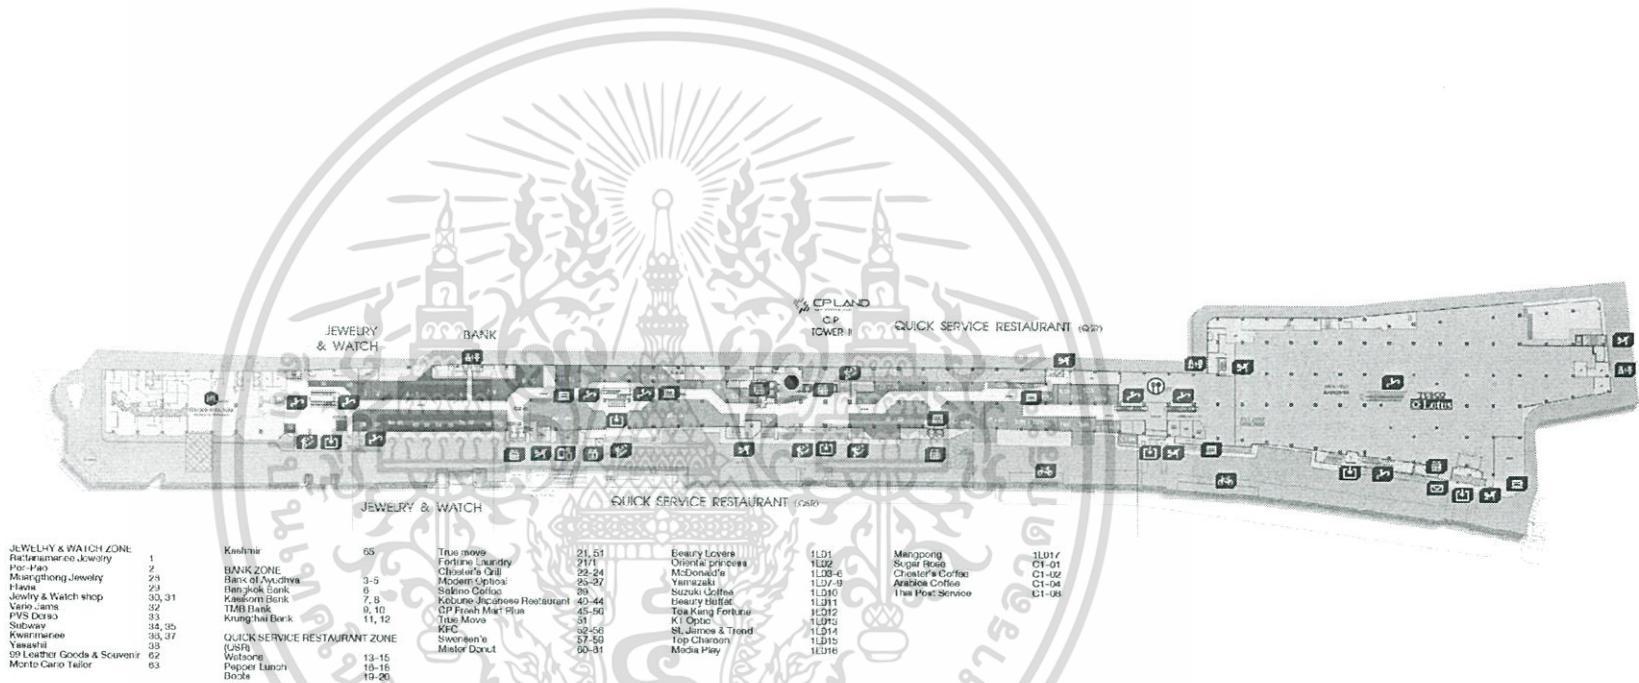 CP LAND
C.P.
TOWER II
JEWELRY
& WATCH
BANK
QUICK SERVICE RESTAURANT (QSR)
Lotus
JEWELRY & WATCH
QUICK SERVICE RESTAURANT (QSR)
JEWELRY & WATCH ZONE
Rattanamanee Jewelry 1
Por-Pao 2
Muangthong Jewelry 28
Flavia 29
Jewlry & Watch shop 30, 31
Vario Jams 32
PVS Derso 33
Subway 34, 35
Kwanmanee 36, 37
Yasashii 38
99 Leather Goods & Souvenir 62
Monte Carlo Tailor 63
Kashmir 65
BANK ZONE
Bank of Ayudhya 3-5
Bangkok Bank 6
Kasikorn Bank 7, 8
TMB Bank 9, 10
Krungthai Bank 11, 12
QUICK SERVICE RESTAURANT ZONE
(QSR)
Watsons 13-15
Pepper Lunch 16-18
Boots 19-20
True move 21, 51
Fortune Laundry 21/1
Chester's Grill 22-24
Modern Optical 25-27
Coffee 39
Kobune Japanese Restaurant 40-44
CP Fresh Mart Plus 45-50
True Move 51
KFC 52-56
Swensen's 57-59
Mister Donut 60-61
Beauty Lovers 1L01
Oriental princess 1L02
McDonald's 1L03-6
Yamazaki 1L07-9
Suzuki Coffee 1L010
Beauty Buffet 1L011
Tea Kang Fortune 1L012
KT Optic 1L013
St. James & Trend 1L014
Top Charoen 1L015
Media Play 1L016
Mangpong 1L017
Sugar Rose C1-01
Chester's Coffee C1-02
Arabica Coffee C1-04
Thai Post Service C1-08